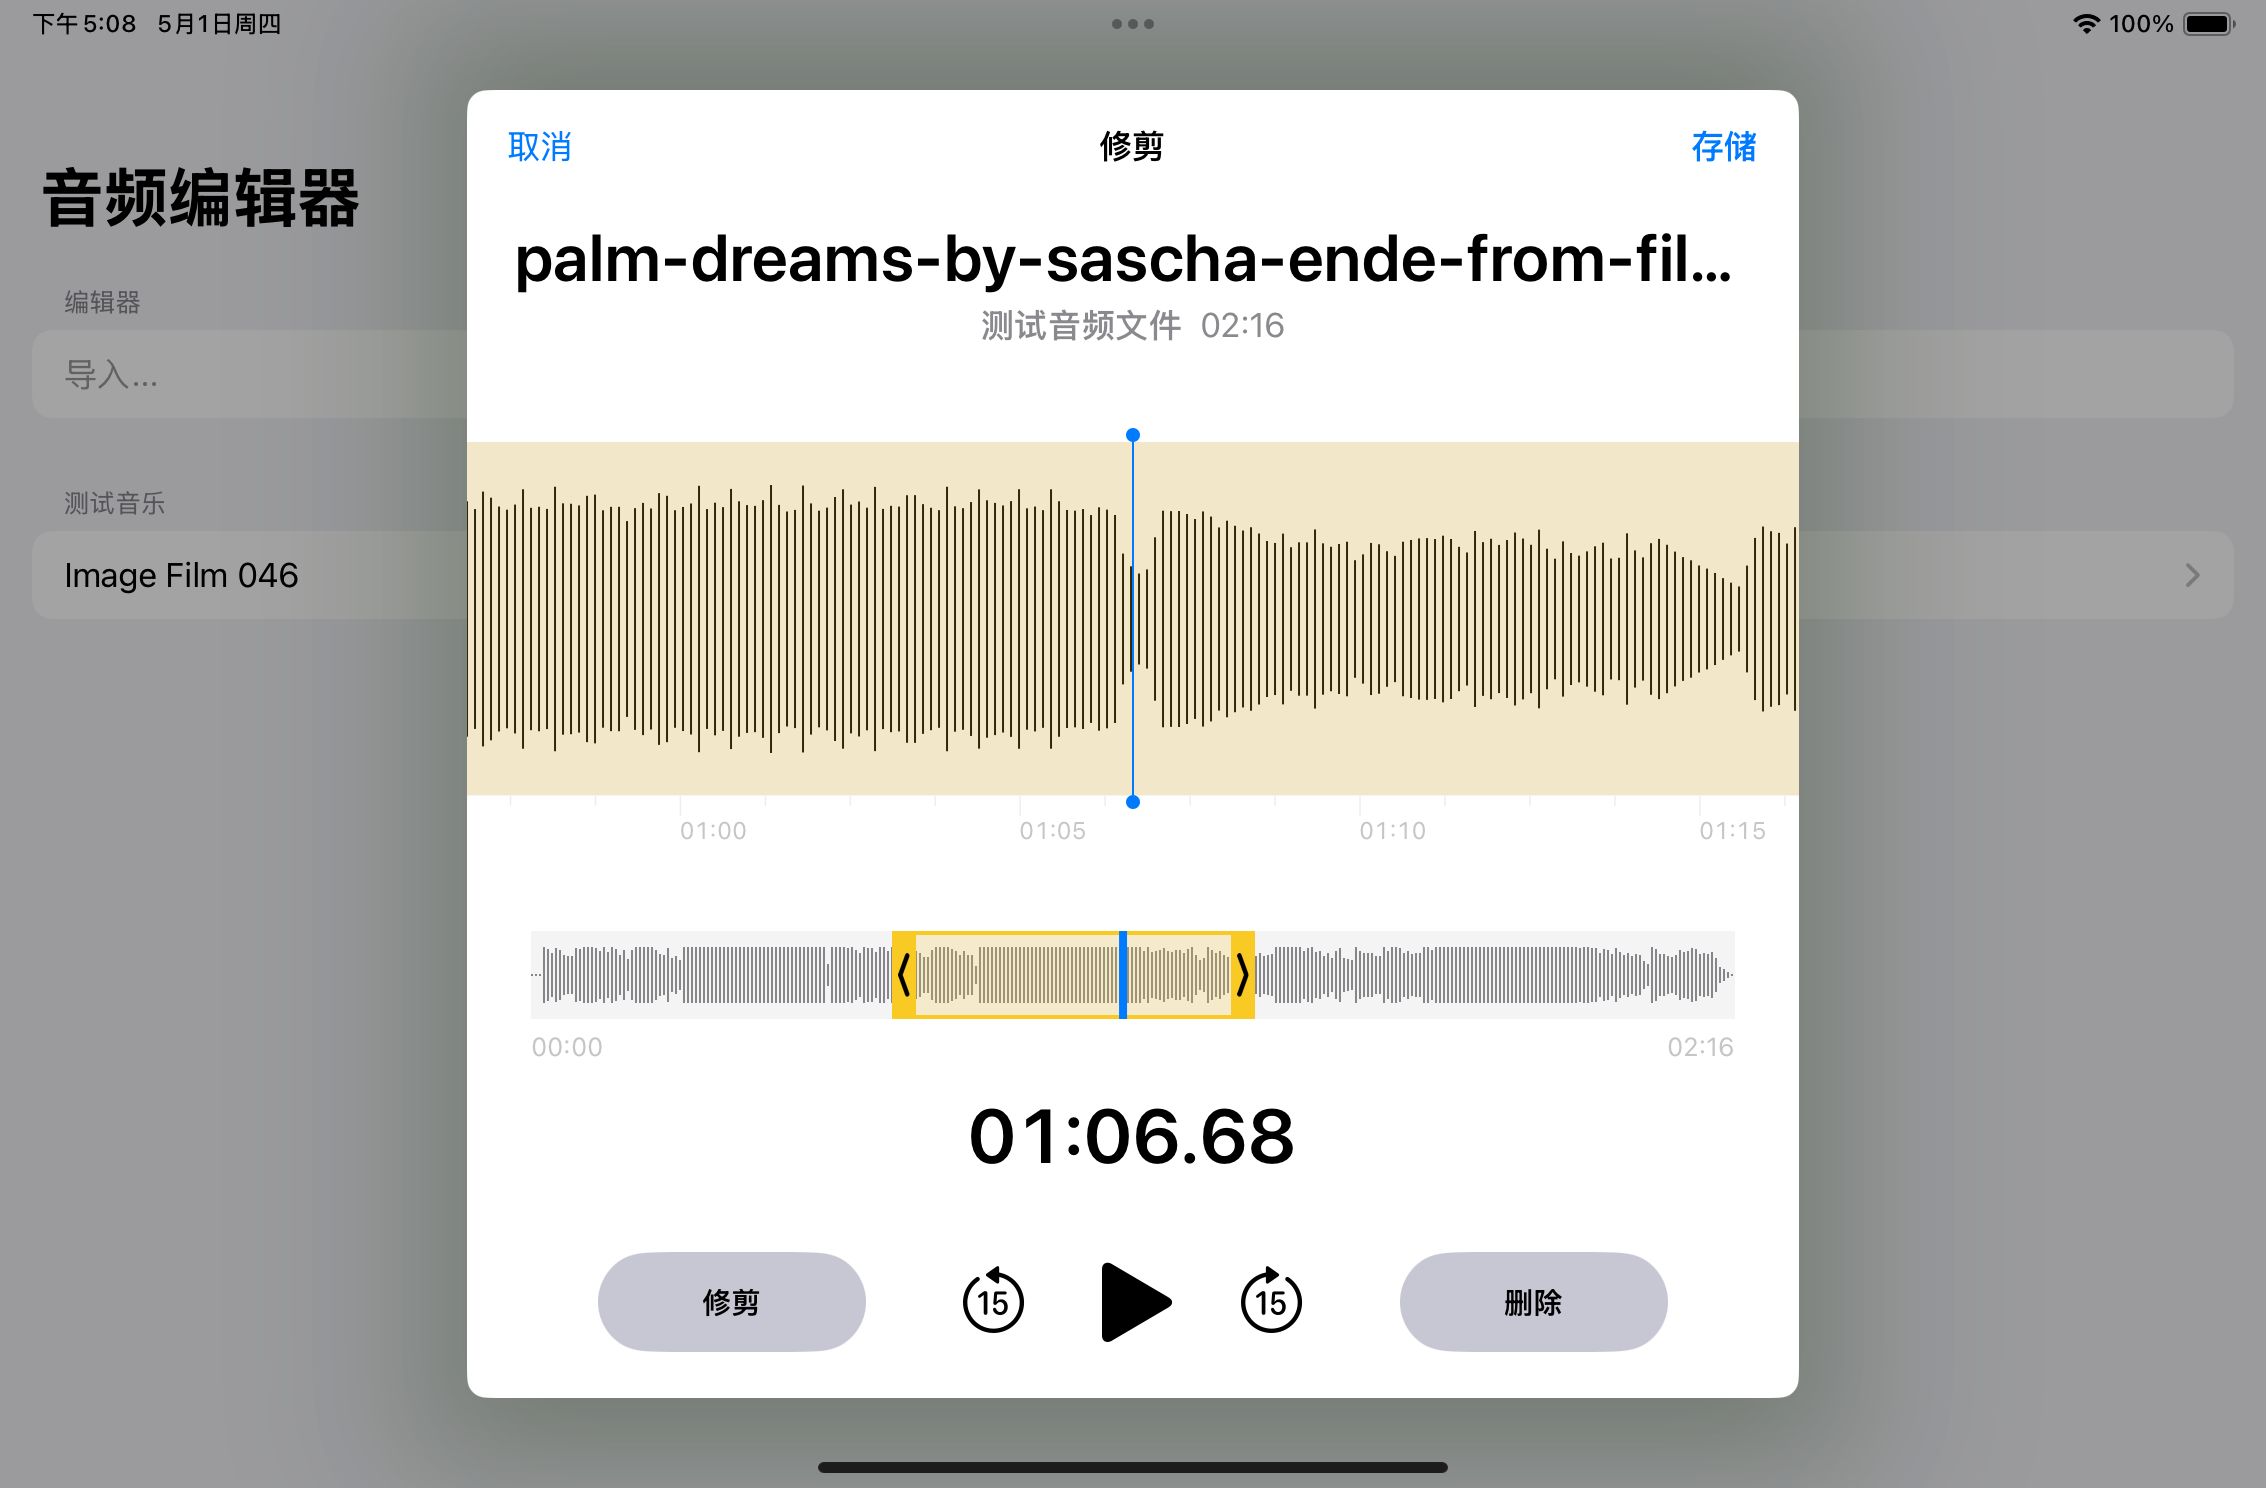 下午5:08 5月1日周四
100%
音频编辑器
编辑器
导入...
测试音乐
Image Film 046
取消
修剪
存储
palm-dreams-by-sascha-ende-from-fil...
测试音频文件 02:16
01:00
01:05
01:10
01:15
00:00
02:16
01:06.68
修剪
15
15
删除